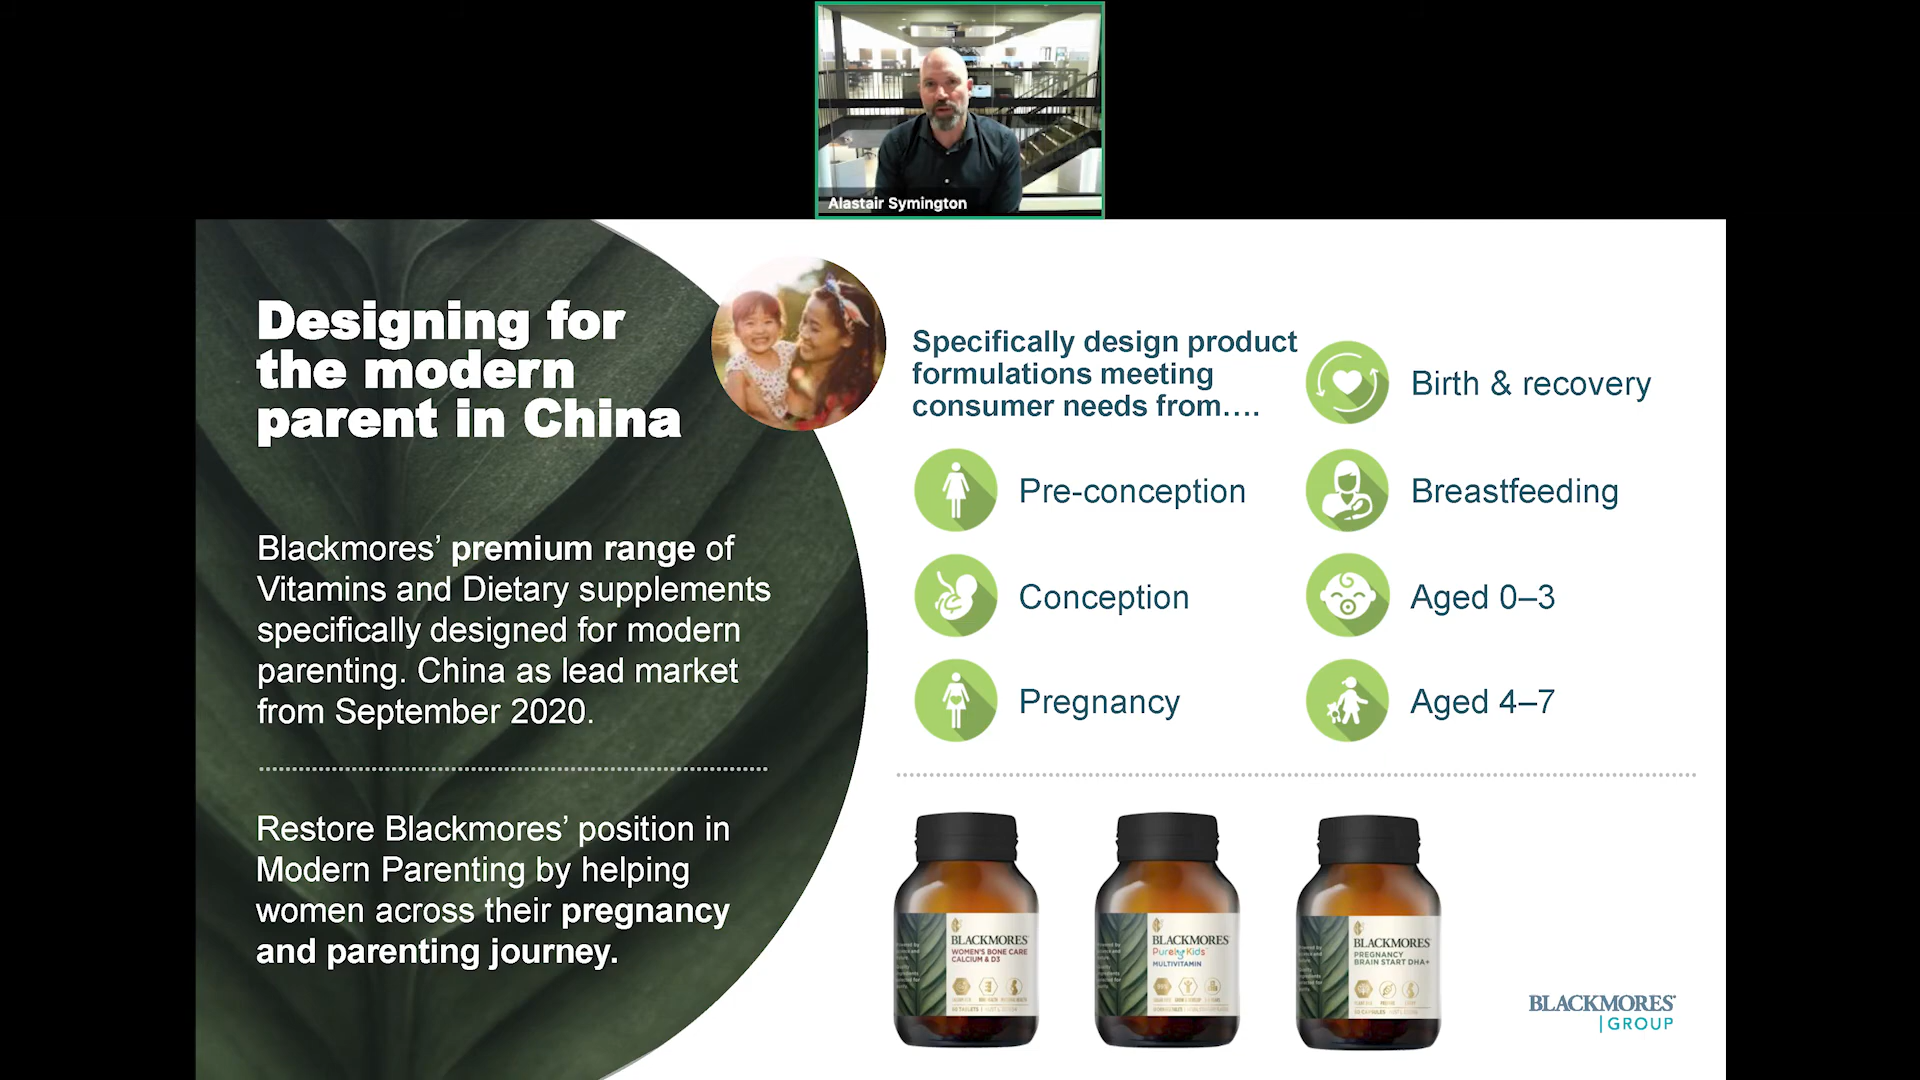 Alastair Symington
Designing for
the modern
parent in China
Blackmores’ premium range of
Vitamins and Dietary supplements
specifically designed for modern
parenting. China as lead market
from September 2020.
Restore Blackmores’ position in
Modern Parenting by helping
women across their pregnancy
and parenting journey.
Specifically design product
formulations meeting
consumer needs from….
Pre-conception
Conception
Pregnancy
Birth & recovery
Breastfeeding
Aged 0–3
Aged 4–7
BLACKMORES
WOMEN'S BONE CARE
CALCIUM & D3
BLACKMORES
Purely Kids
MULTIVITAMIN
BLACKMORES
PREGNANCY
BRAIN START DHA+
BLACKMORES
GROUP